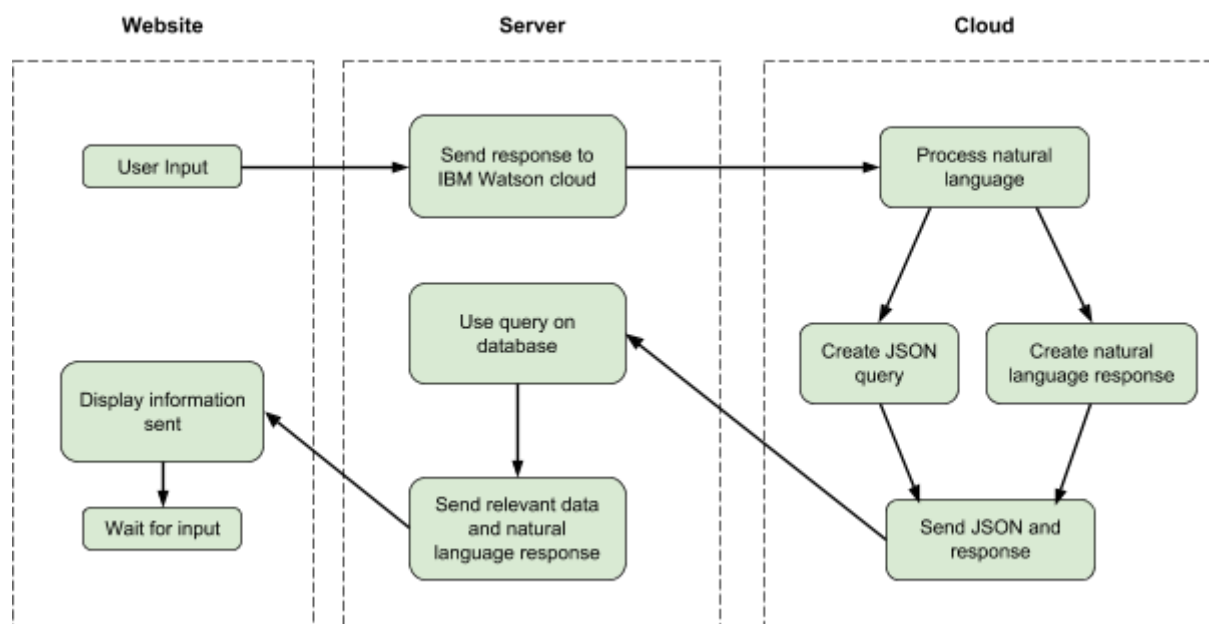 Website
Server
Cloud
User Input
Send response to
IBM Watson cloud
Process natural
language
Use query on
database
Create JSON
query
Create natural
language response
Display information
sent
Wait for input
Send relevant data
and natural
language response
Send JSON and
response